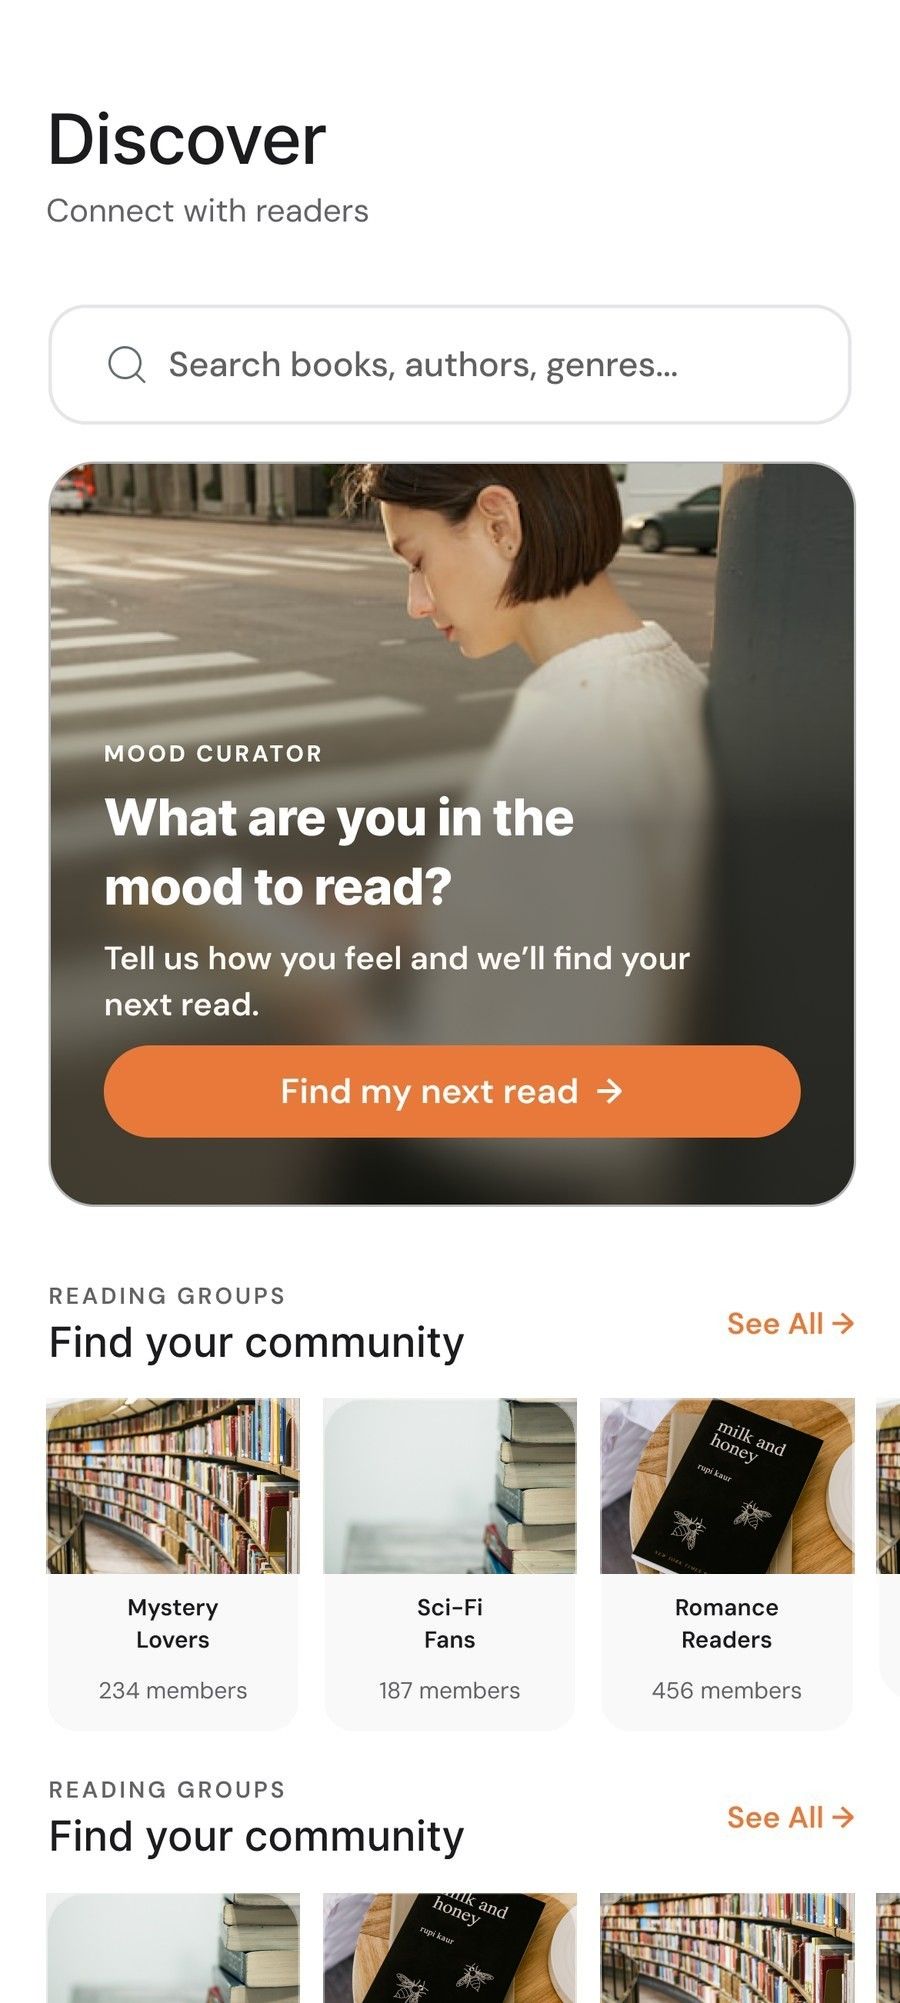 Discover
Connect with readers
Search books, authors, genres...
MOOD CURATOR
What are you in the
mood to read?
Tell us how you feel and we’ll find your
next read.
Find my next read →
READING GROUPS
Find your community
See All →
milk and
honey
rupi kaur
Mystery
Lovers
234 members
Sci-Fi
Fans
187 members
Romance
Readers
456 members
READING GROUPS
Find your community
See All →
milk and
honey
rupi kaur